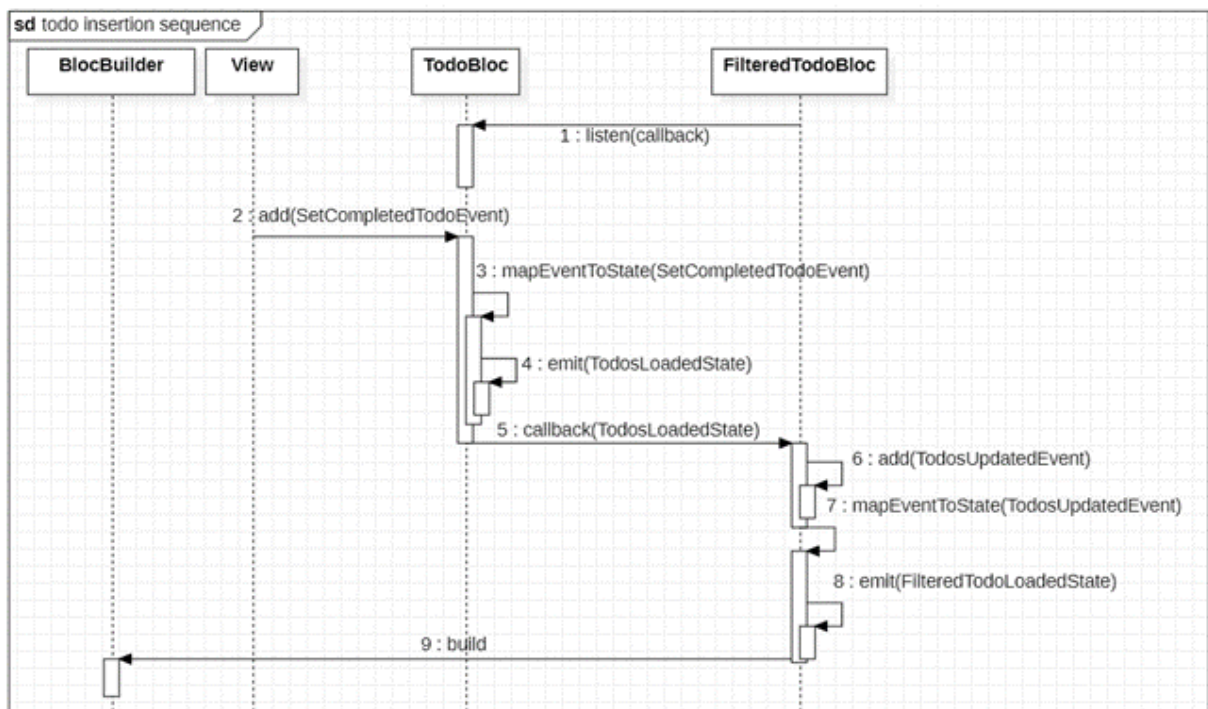 sd todo insertion sequence
BlocBuilder
View
TodoBloc
FilteredTodoBloc
1 : listen(callback)
2 : add(SetCompletedTodoEvent)
3 : mapEventToState(SetCompletedTodoEvent)
4 : emit(TodosLoadedState)
5 : callback(TodosLoadedState)
6 : add(TodosUpdatedEvent)
7 : mapEventToState(TodosUpdatedEvent)
8 : emit(FilteredTodoLoadedState)
9 : build